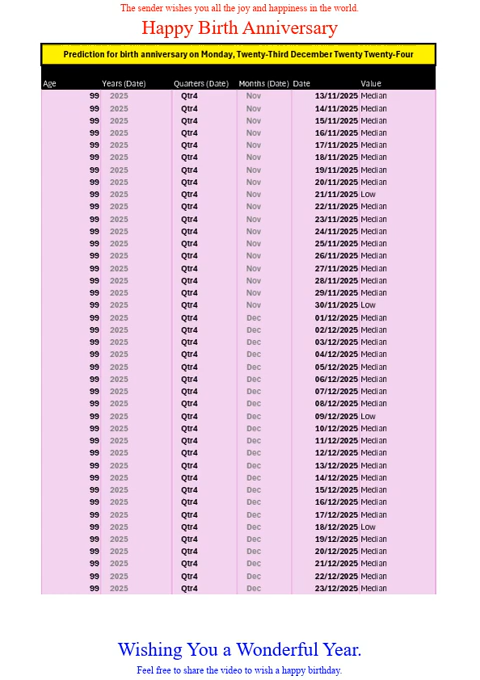 The sender wishes you all the joy and happiness in the world.
Happy Birth Anniversary
Prediction for birth anniversary on Monday, Twenty-Third December Twenty Twenty-Four
Age Years (Date) Quarters (Date) Months (Date) Date Value
99 2025 Qtr4 Nov 13/11/2025 Median
99 2025 Qtr4 Nov 14/11/2025 Median
99 2025 Qtr4 Nov 15/11/2025 Median
99 2025 Qtr4 Nov 16/11/2025 Median
99 2025 Qtr4 Nov 17/11/2025 Median
99 2025 Qtr4 Nov 18/11/2025 Median
99 2025 Qtr4 Nov 19/11/2025 Median
99 2025 Qtr4 Nov 20/11/2025 Median
99 2025 Qtr4 Nov 21/11/2025 Low
99 2025 Qtr4 Nov 22/11/2025 Median
99 2025 Qtr4 Nov 23/11/2025 Median
99 2025 Qtr4 Nov 24/11/2025 Median
99 2025 Qtr4 Nov 25/11/2025 Median
99 2025 Qtr4 Nov 26/11/2025 Median
99 2025 Qtr4 Nov 27/11/2025 Median
99 2025 Qtr4 Nov 28/11/2025 Median
99 2025 Qtr4 Nov 29/11/2025 Median
99 2025 Qtr4 Nov 30/11/2025 Low
99 2025 Qtr4 Dec 01/12/2025 Median
99 2025 Qtr4 Dec 02/12/2025 Median
99 2025 Qtr4 Dec 03/12/2025 Median
99 2025 Qtr4 Dec 04/12/2025 Median
99 2025 Qtr4 Dec 05/12/2025 Median
99 2025 Qtr4 Dec 06/12/2025 Median
99 2025 Qtr4 Dec 07/12/2025 Median
99 2025 Qtr4 Dec 08/12/2025 Median
99 2025 Qtr4 Dec 09/12/2025 Low
99 2025 Qtr4 Dec 10/12/2025 Median
99 2025 Qtr4 Dec 11/12/2025 Median
99 2025 Qtr4 Dec 12/12/2025 Median
99 2025 Qtr4 Dec 13/12/2025 Median
99 2025 Qtr4 Dec 14/12/2025 Median
99 2025 Qtr4 Dec 15/12/2025 Median
99 2025 Qtr4 Dec 16/12/2025 Median
99 2025 Qtr4 Dec 17/12/2025 Median
99 2025 Qtr4 Dec 18/12/2025 Low
99 2025 Qtr4 Dec 19/12/2025 Median
99 2025 Qtr4 Dec 20/12/2025 Median
99 2025 Qtr4 Dec 21/12/2025 Median
99 2025 Qtr4 Dec 22/12/2025 Median
99 2025 Qtr4 Dec 23/12/2025 Median
Wishing You a Wonderful Year.
Feel free to share the video to wish a happy birthday.